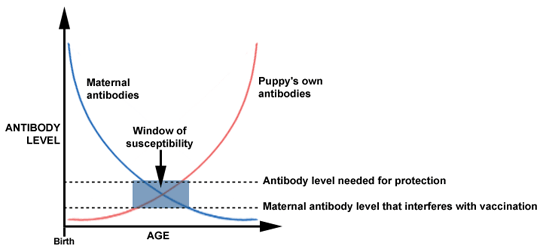 Maternal
antibodies
Puppy's own
antibodies
ANTIBODY
LEVEL
Window of
susceptibility
Antibody level needed for protection
Maternal antibody level that interferes with vaccination
Birth
AGE